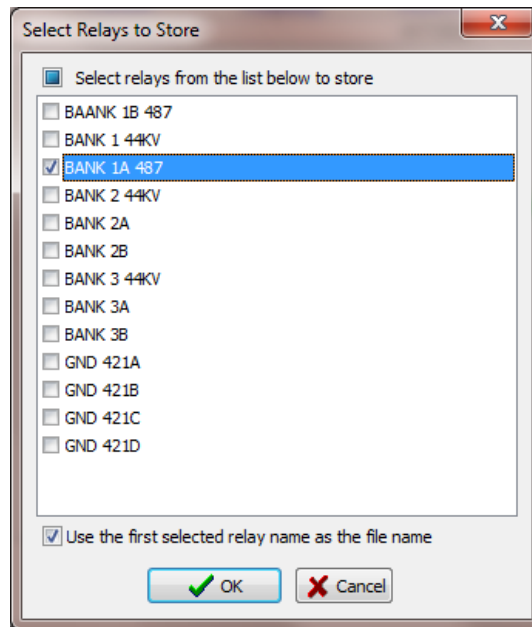 Select Relays to Store
Select relays from the list below to store
BAANK 1B 487
BANK 1 44KV
BANK 1A 487
BANK 2 44KV
BANK 2A
BANK 2B
BANK 3 44KV
BANK 3A
BANK 3B
GND 421A
GND 421B
GND 421C
GND 421D
Use the first selected relay name as the file name
OK
Cancel